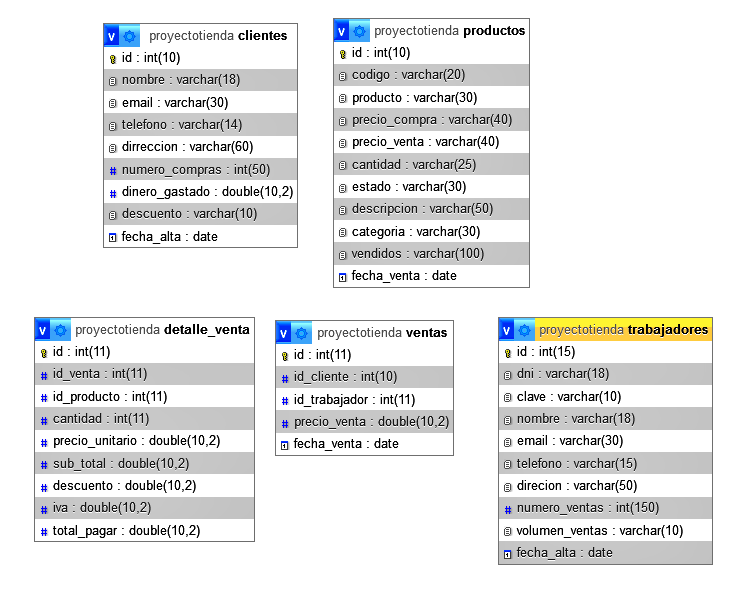 v proyectotienda clientes
id : int(10)
nombre : varchar(18)
email : varchar(30)
telefono : varchar(14)
dirreccion : varchar(60)
# numero_compras : int(50)
# dinero_gastado : double(10,2)
descuento : varchar(10)
fecha_alta : date
v proyectotienda productos
id : int(10)
codigo : varchar(20)
producto : varchar(30)
precio_compra : varchar(40)
precio_venta : varchar(40)
cantidad : varchar(25)
estado : varchar(30)
descripcion : varchar(50)
categoria : varchar(30)
vendidos : varchar(100)
fecha_venta : date
v proyectotienda detalle_venta
id : int(11)
# id_venta : int(11)
# id_producto : int(11)
# cantidad : int(11)
# precio_unitario : double(10,2)
# sub_total : double(10,2)
# descuento : double(10,2)
# iva : double(10,2)
# total_pagar : double(10,2)
v proyectotienda ventas
id : int(11)
# id_cliente : int(10)
# id_trabajador : int(11)
# precio_venta : double(10,2)
fecha_venta : date
v proyectotienda trabajadores
id : int(15)
dni : varchar(18)
clave : varchar(10)
nombre : varchar(18)
email : varchar(30)
telefono : varchar(15)
direcion : varchar(50)
# numero_ventas : int(150)
volumen_ventas : varchar(10)
fecha_alta : date